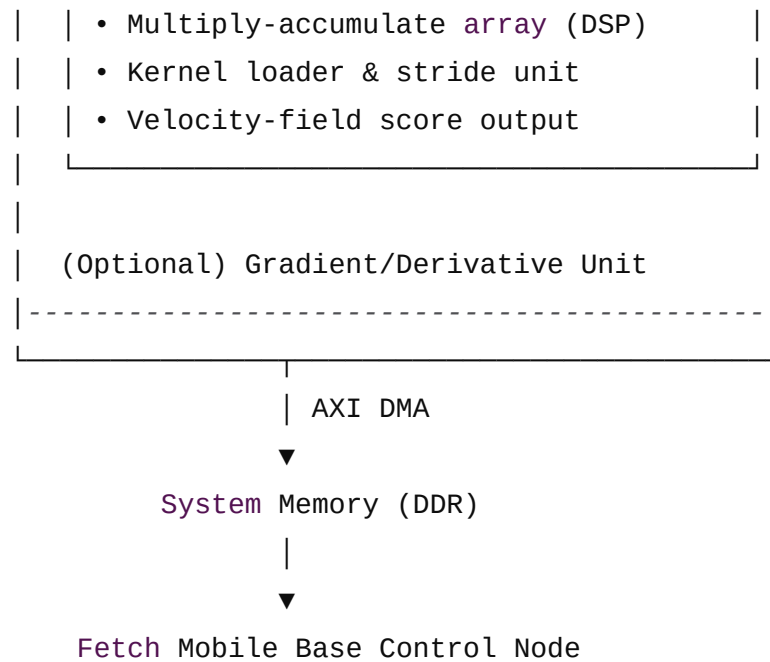 • Multiply-accumulate array (DSP)
• Kernel loader & stride unit
• Velocity-field score output
(Optional) Gradient/Derivative Unit
AXI DMA
System Memory (DDR)
Fetch Mobile Base Control Node